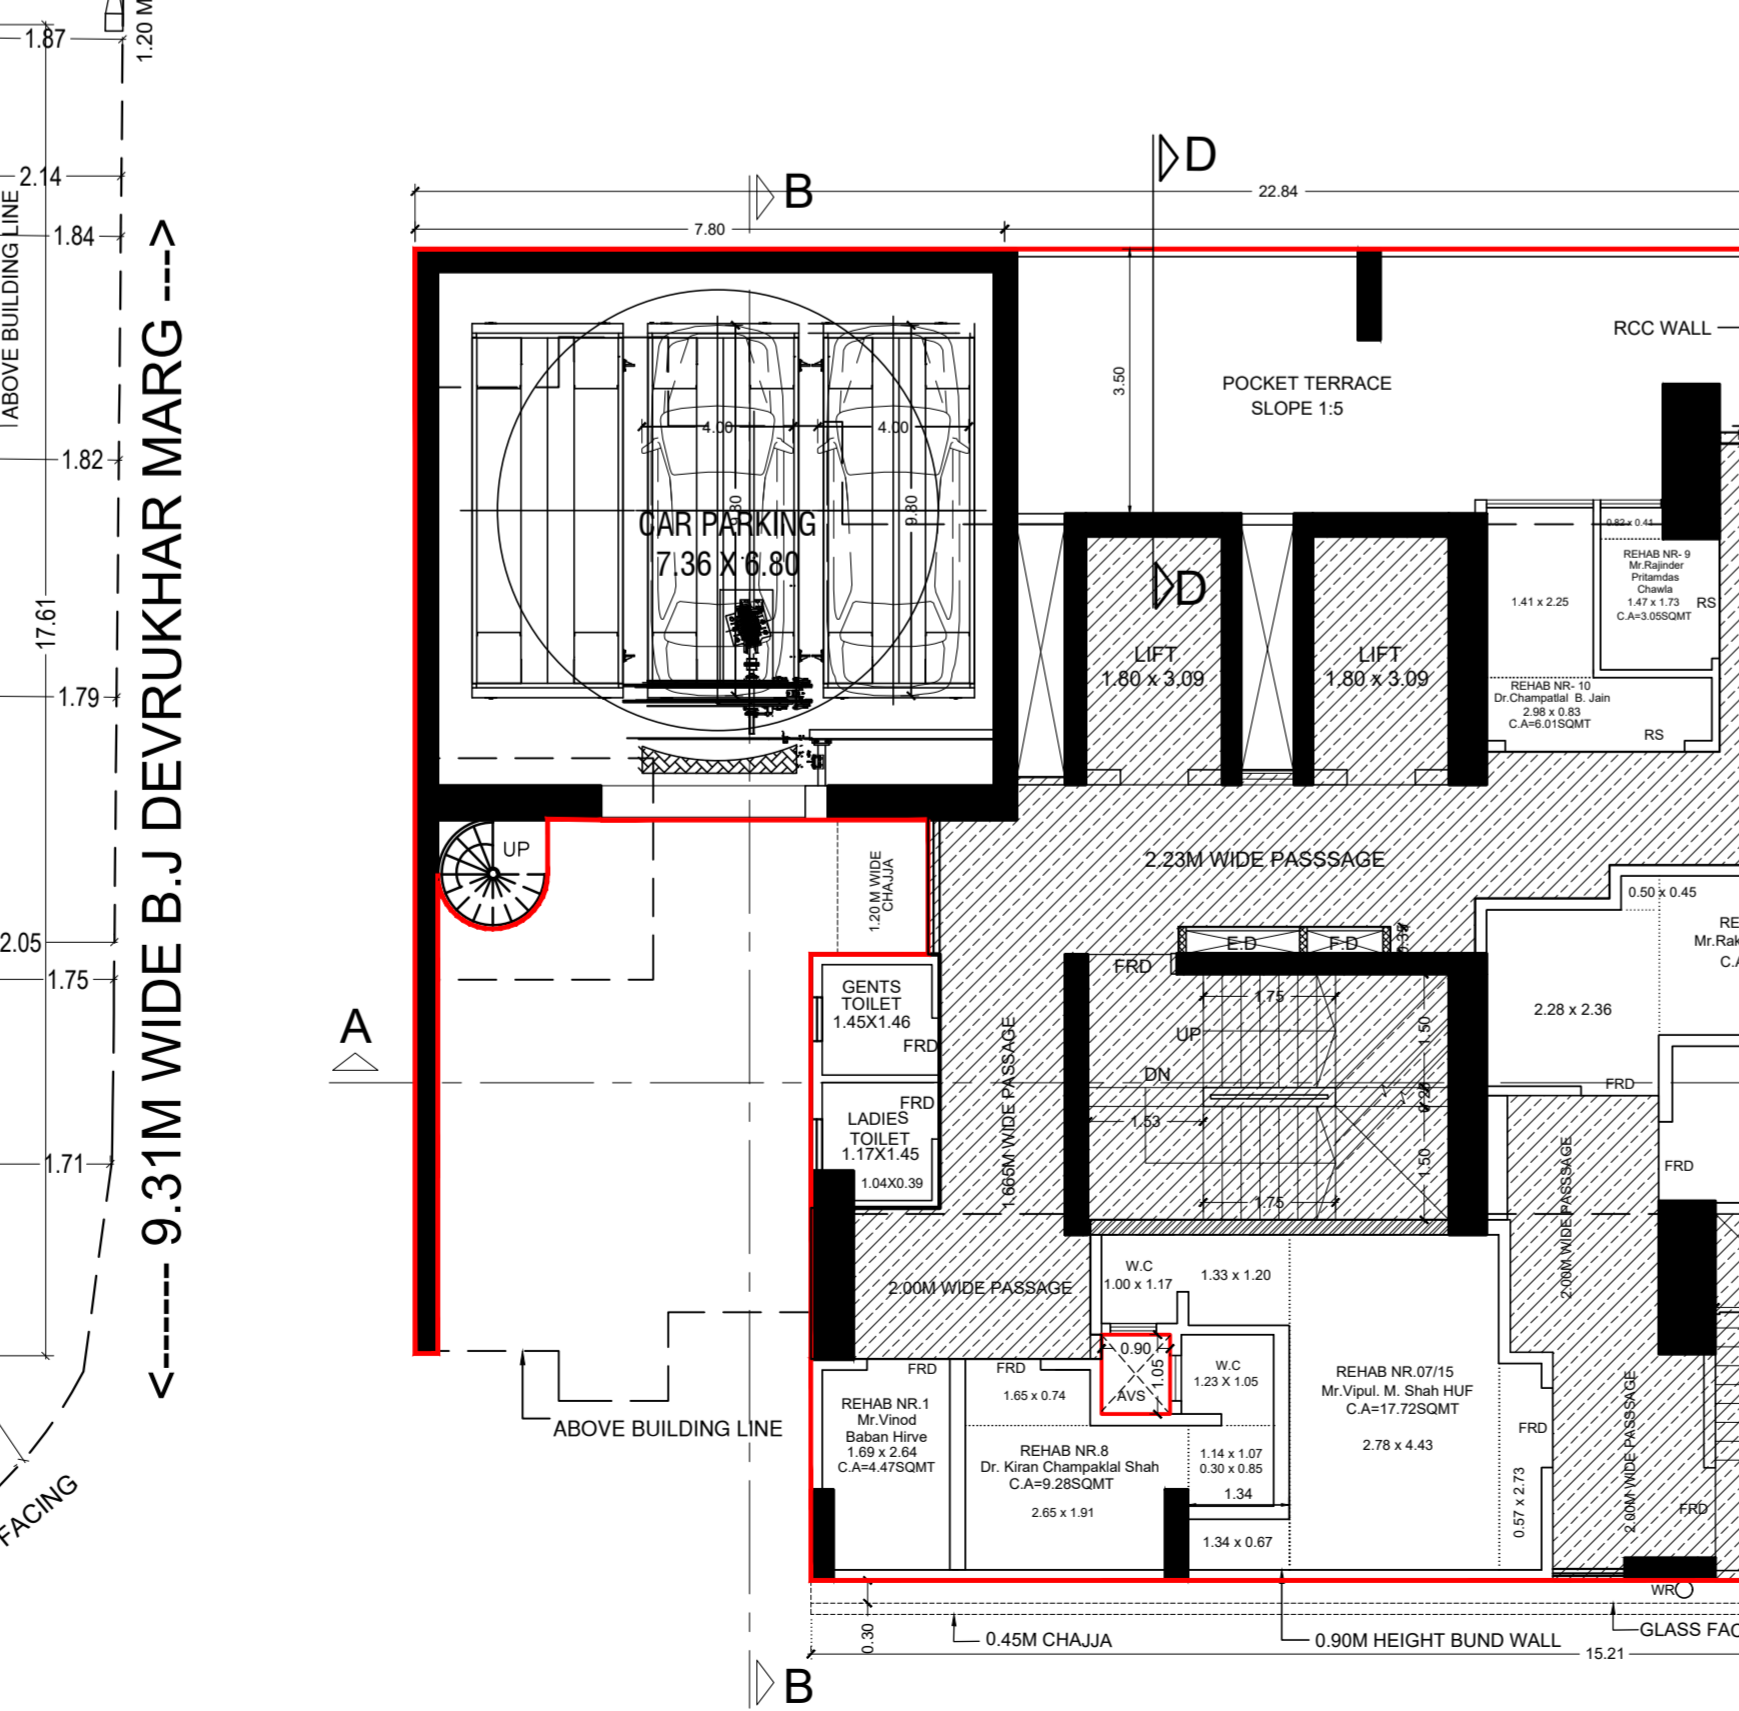 1.87
1.20 M
2.14
1.84
ABOVE BUILDING LINE
1.82
17.61
1.79
2.05
1.75
1.71
FACING
<------ 9.31M WIDE B.J DEVRUKHAR MARG --->
B
D
22.84
7.80
3.50
POCKET TERRACE
SLOPE 1:5
RCC WALL
4.00
4.00
9.80
9.80
CAR PARKING
7.36 X 6.80
D
LIFT
1.80 x 3.09
LIFT
1.80 x 3.09
0.82 x 0.41
REHAB NR- 9
Mr.Rajinder
Pritamdas
Chawla
1.47 x 1.73
C.A=3.05SQMT
RS
1.41 x 2.25
REHAB NR- 10
Dr.Champatlal B. Jain
2.98 x 0.83
C.A=6.01SQMT
RS
UP
1.20 M WIDE
CHAJJA
2.23M WIDE PASSSAGE
0.50 x 0.45
RE
Mr.Rak
C.A
2.28 x 2.36
E.D
F.D
FRD
GENTS
TOILET
1.45X1.46
FRD
A
LADIES
TOILET
1.17X1.45
FRD
1.04X0.39
1.665M WIDE PASSAGE
1.75
UP
DN
1.53
1.50
1.50
1.75
FRD
FRD
2.00M WIDE PASSSAGE
2.00M WIDE PASSAGE
W.C
1.00 x 1.17
1.33 x 1.20
0.90
1.05
AVS
W.C
1.23 X 1.05
REHAB NR.07/15
Mr.Vipul. M. Shah HUF
C.A=17.72SQMT
2.78 x 4.43
FRD
0.57 x 2.73
2.00M WIDE PASSSAGE
FRD
ABOVE BUILDING LINE
FRD
REHAB NR.1
Mr.Vinod
Baban Hirve
1.69 x 2.64
C.A=4.47SQMT
FRD
1.65 x 0.74
REHAB NR.8
Dr. Kiran Champaklal Shah
C.A=9.28SQMT
2.65 x 1.91
1.14 x 1.07
0.30 x 0.85
1.34
1.34 x 0.67
WR
0.30
0.45M CHAJJA
0.90M HEIGHT BUND WALL
GLASS FAC
15.21
B